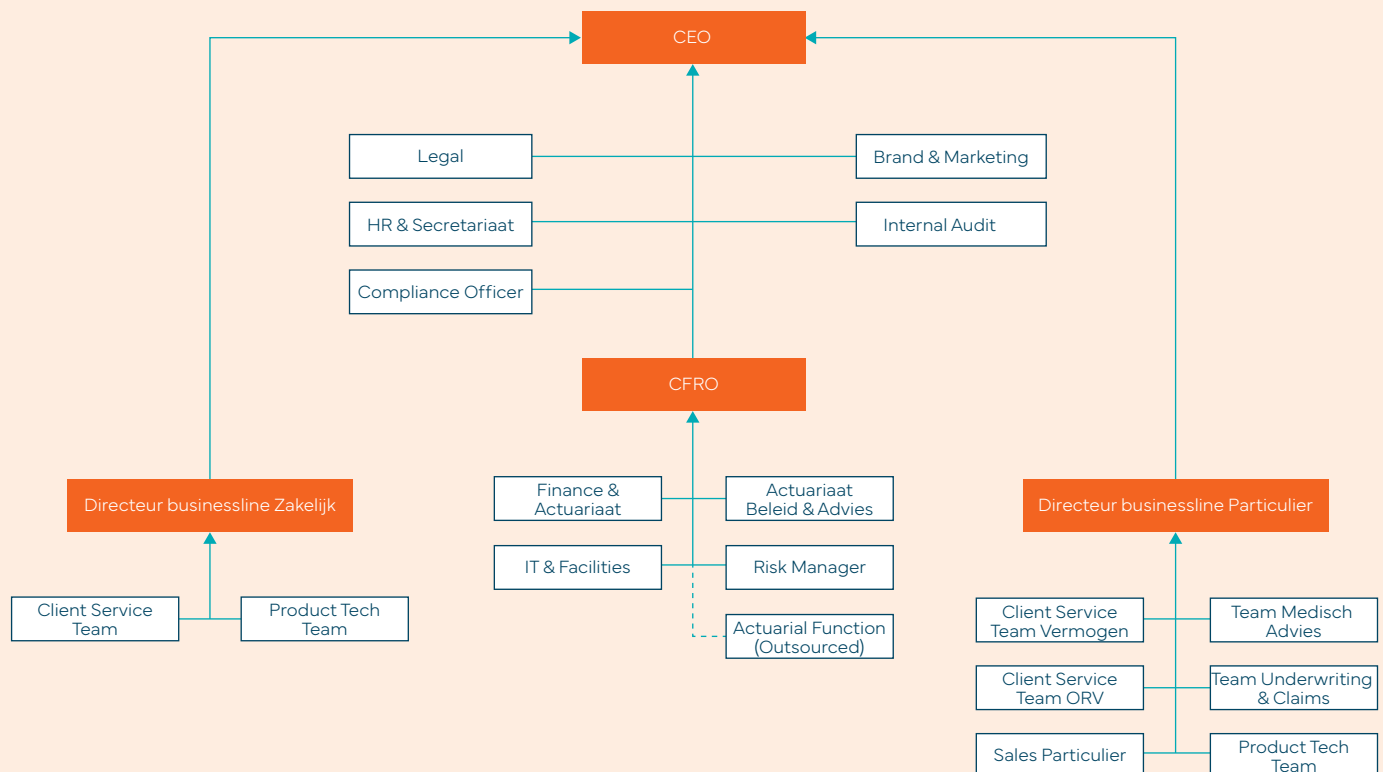 CEO
Legal
Brand & Marketing
HR & Secretariaat
Internal Audit
Compliance Officer
CFRO
Directeur businessline Zakelijk
Finance &
Actuariaat
Actuariaat
Beleid & Advies
Directeur businessline Particulier
IT & Facilities
Risk Manager
Client Service
Team
Product Tech
Team
Actuarial Function
(Outsourced)
Client Service
Team Vermogen
Team Medisch
Advies
Client Service
Team ORV
Team Underwriting
& Claims
Sales Particulier
Product Tech
Team